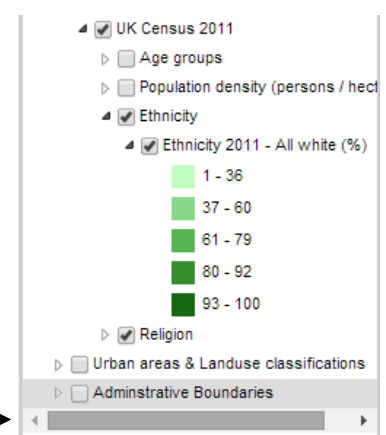 UK Census 2011
Age groups
Population density (persons / hect
Ethnicity
Ethnicity 2011 - All white (%)
1 - 36
37 - 60
61 - 79
80 - 92
93 - 100
Religion
Urban areas & Landuse classifications
Adminstrative Boundaries